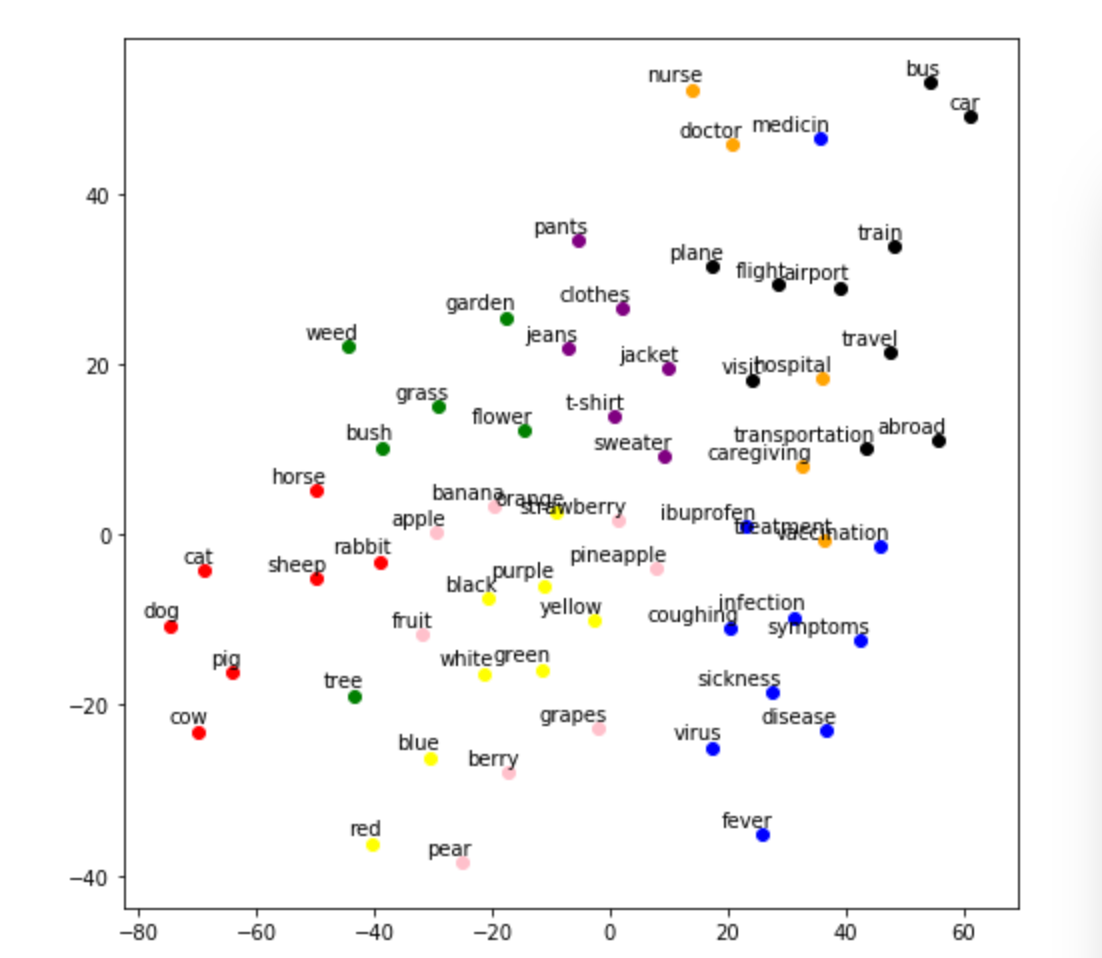 bus
nurse
car
doctor
medicin
40
pants
train
plane
flight
airport
clothes
garden
weed
jeans
travel
jacket
20
visit
hospital
grass
t-shirt
flower
abroad
bush
transportation
sweater
caregiving
horse
banana
orange
strawberry
ibuprofen
apple
treatment
vaccination
0
rabbit
cat
sheep
pineapple
purple
black
yellow
infection
dog
coughing
fruit
symptoms
pig
white
green
tree
sickness
−20
cow
grapes
disease
virus
blue
berry
fever
red
pear
−40
−80
−60
−40
−20
0
20
40
60